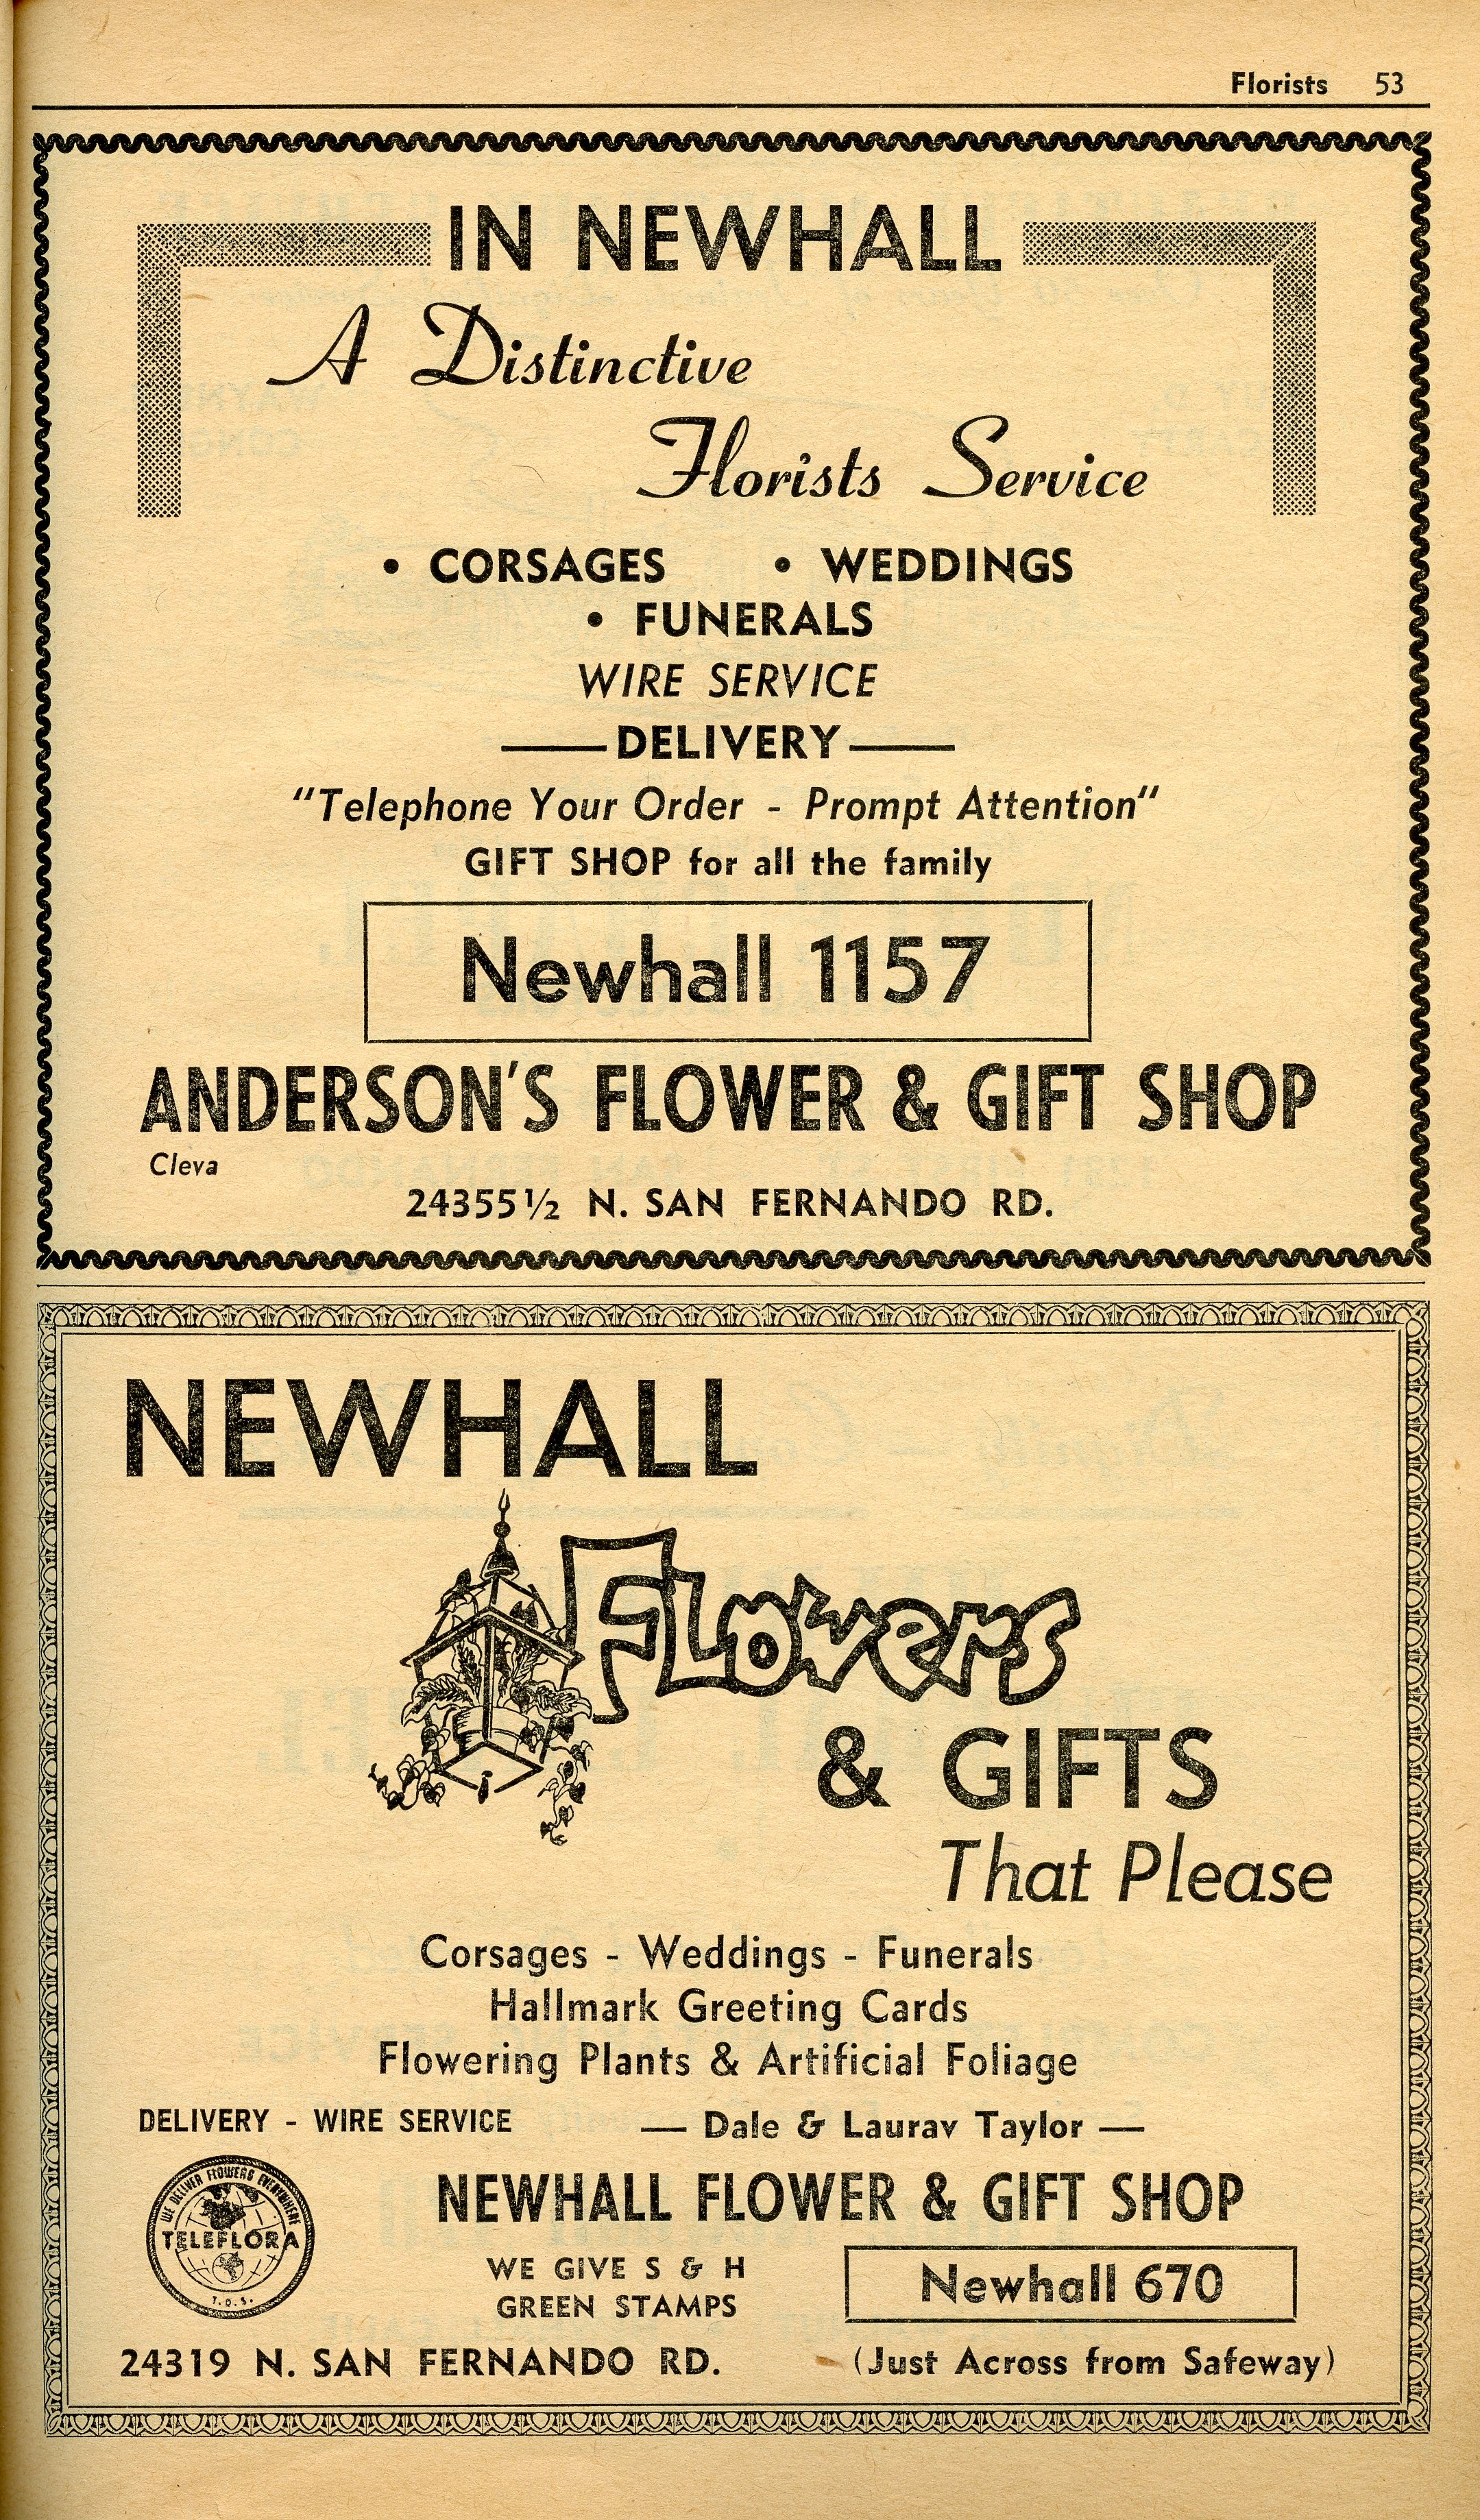 Florists 53
IN NEWHALL
A Distinctive
Florists Service
• CORSAGES • WEDDINGS
• FUNERALS
WIRE SERVICE
—DELIVERY—
"Telephone Your Order - Prompt Attention"
GIFT SHOP for all the family
Newhall 1157
ANDERSON'S FLOWER & GIFT SHOP
Cleva
24355½ N. SAN FERNANDO RD.
NEWHALL
Flowers
& GIFTS
That Please
Corsages - Weddings - Funerals
Hallmark Greeting Cards
Flowering Plants & Artificial Foliage
DELIVERY - WIRE SERVICE
— Dale & Laurav Taylor —
WE DELIVER FLOWERS EVERYWHERE
TELEFLORA
T.D.S.
NEWHALL FLOWER & GIFT SHOP
WE GIVE S & H
GREEN STAMPS
Newhall 670
24319 N. SAN FERNANDO RD. (Just Across from Safeway)